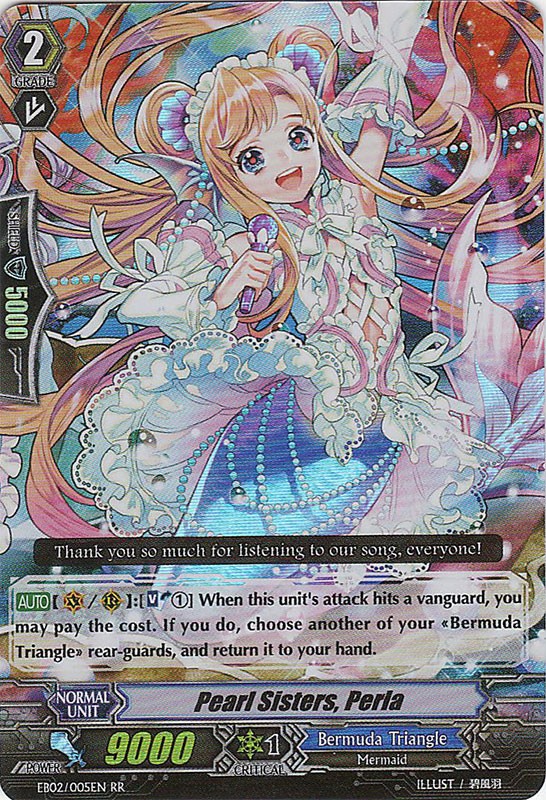 2
GRADE
SHIELD
5000
Thank you so much for listening to our song, everyone!
AUTO [ V / R ]:[ ① ] When this unit's attack hits a vanguard, you
may pay the cost. If you do, choose another of your «Bermuda
Triangle» rear-guards, and return it to your hand.
NORMAL
UNIT
Pearl Sisters, Perla
POWER
9000
1
CRITICAL
Bermuda Triangle
Mermaid
EB02/005EN RR
ILLUST / 碧風羽